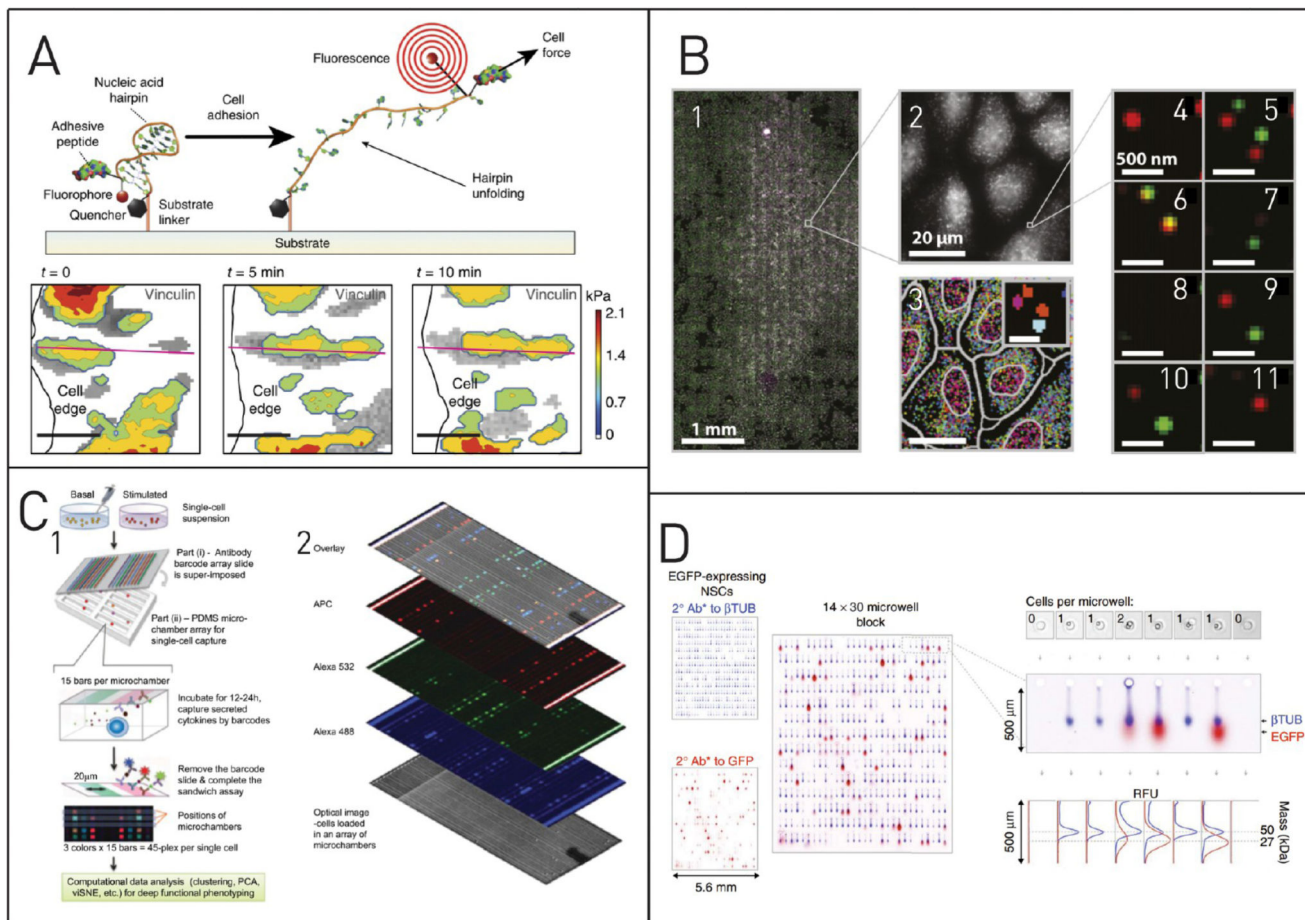 A
Fluorescence
Cell
force
Nucleic acid
hairpin
Cell
adhesion
Adhesive
peptide
Hairpin
unfolding
Fluorophore
Quencher
Substrate
linker
Substrate
t = 0
t = 5 min
t = 10 min
Vinculin
Vinculin
Vinculin
kPa
2.1
1.4
0.7
0
Cell
edge
Cell
edge
Cell
edge
B
1
1 mm
2
20 µm
3
4
500 nm
5
6
7
8
9
10
11
C
1
Basal
Stimulated
Single-cell
suspension
Part (i) - Antibody
barcode array slide
is super-imposed
Part (ii) – PDMS micro-
chamber array for
single-cell capture
15 bars per microchamber
Incubate for 12-24h,
capture secreted
cytokines by barcodes
20µm
Remove the barcode
slide & complete the
sandwich assay
Positions of
microchambers
3 colors x 15 bars = 45-plex per single cell
Computational data analysis (clustering, PCA,
viSNE, etc.) for deep functional phenotyping
2
Overlay
APC
Alexa 532
Alexa 488
Optical image
-cells loaded
in an array of
microchambers
D
EGFP-expressing
NSCs
2° Ab* to βTUB
2° Ab* to GFP
5.6 mm
14 × 30 microwell
block
Cells per microwell:
0 1 1 2 1 1 1 0
500 µm
βTUB
EGFP
RFU
500 µm
50
27
Mass (kDa)